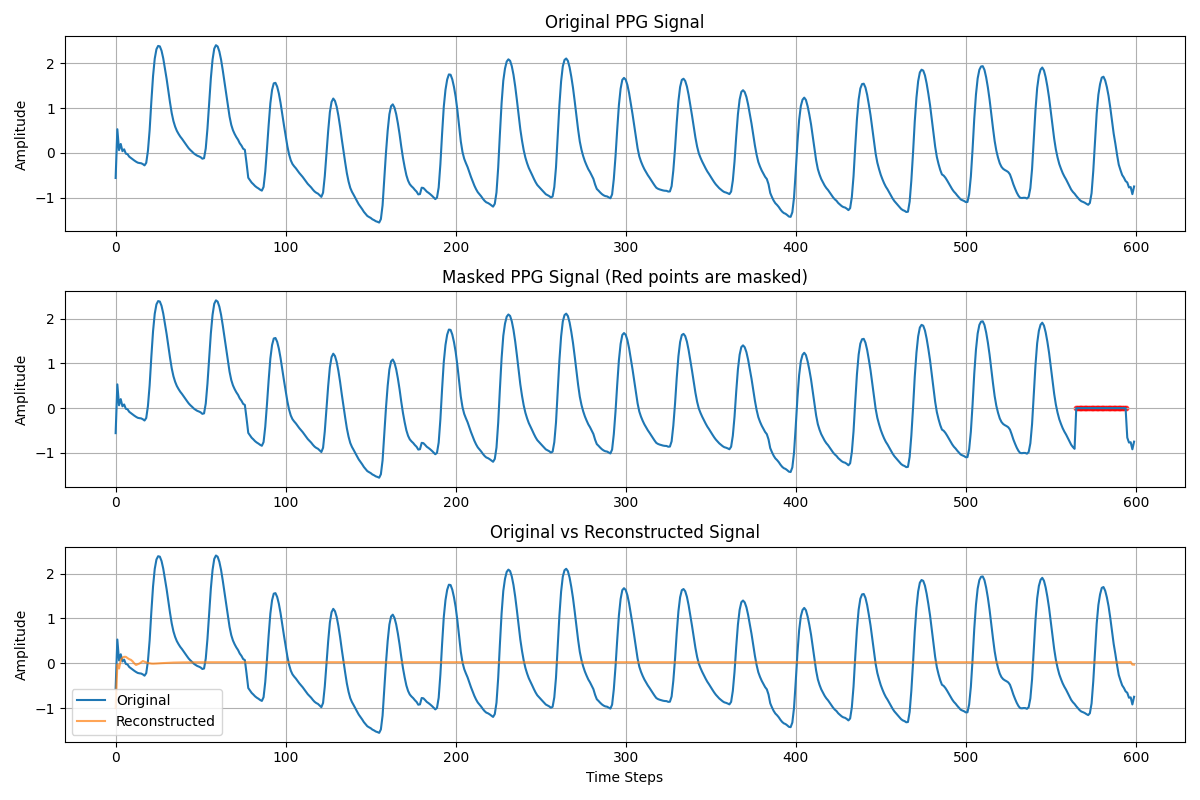 Original PPG Signal
Amplitude
2
1
0
−1
0 100 200 300 400 500 600
Masked PPG Signal (Red points are masked)
Amplitude
2
1
0
−1
0 100 200 300 400 500 600
Original vs Reconstructed Signal
Amplitude
2
1
0
−1
Original
Reconstructed
0 100 200 300 400 500 600
Time Steps